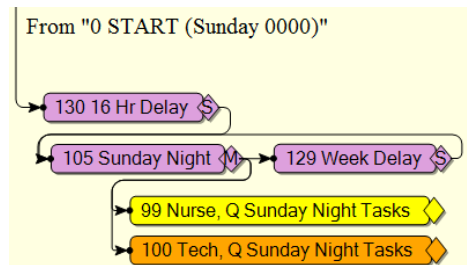 From "0 START (Sunday 0000)"
130 16 Hr Delay S
105 Sunday Night M 129 Week Delay S
99 Nurse, Q Sunday Night Tasks
100 Tech, Q Sunday Night Tasks